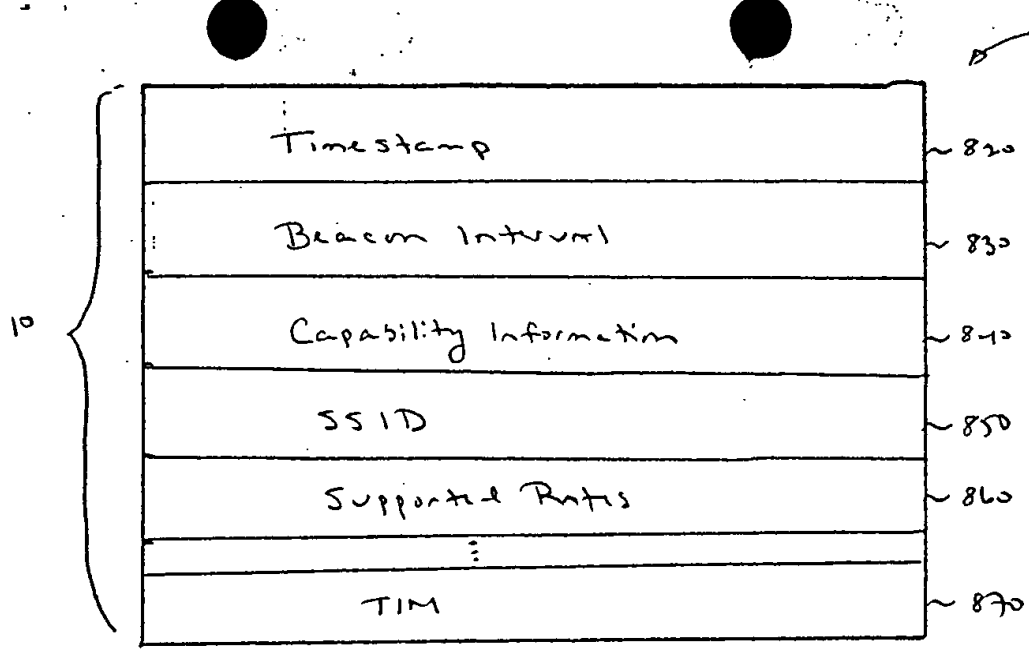 Timestamp 820
Beacon Interval 830
10
Capability Information 840
SSID 850
Supported Rates 860
⋮
TIM 870